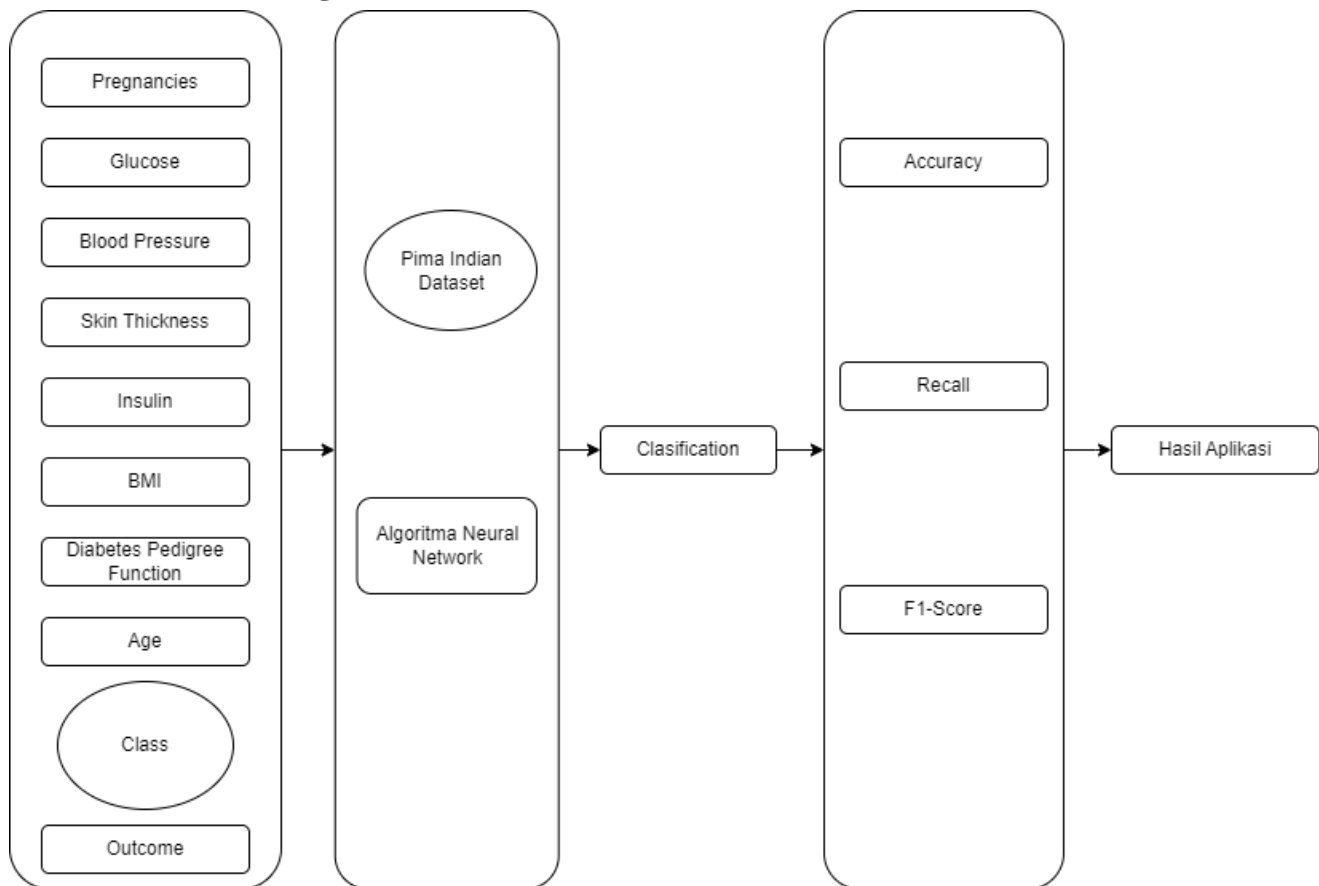 Pregnancies
Glucose
Blood Pressure
Skin Thickness
Insulin
BMI
Diabetes Pedigree
Function
Age
Class
Outcome
Pima Indian
Dataset
Algoritma Neural
Network
Clasification
Accuracy
Recall
F1-Score
Hasil Aplikasi